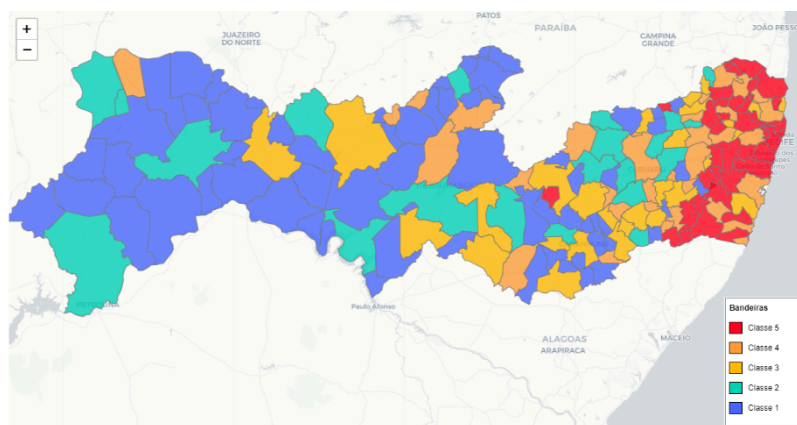 +
−
JUAZEIRO
DO NORTE
PATOS
PARAÍBA
CAMPINA
GRANDE
JOÃO PESSO
PETROLINA
Paulo Afonso
ALAGOAS
ARAPIRACA
MACEIO
Bandeiras
Classe 5
Classe 4
Classe 3
Classe 2
Classe 1